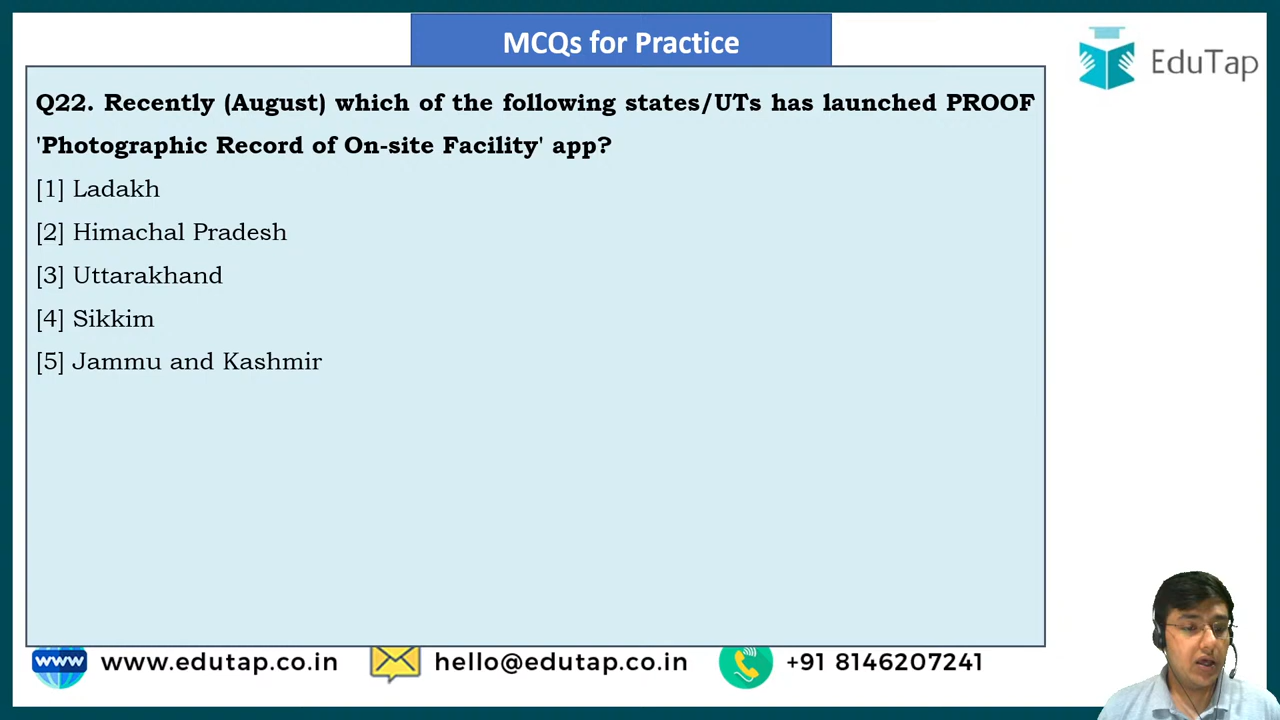 MCQs for Practice
EduTap
Q22. Recently (August) which of the following states/UTs has launched PROOF
'Photographic Record of On-site Facility' app?
[1] Ladakh
[2] Himachal Pradesh
[3] Uttarakhand
[4] Sikkim
[5] Jammu and Kashmir
www www.edutap.co.in hello@edutap.co.in +91 8146207241